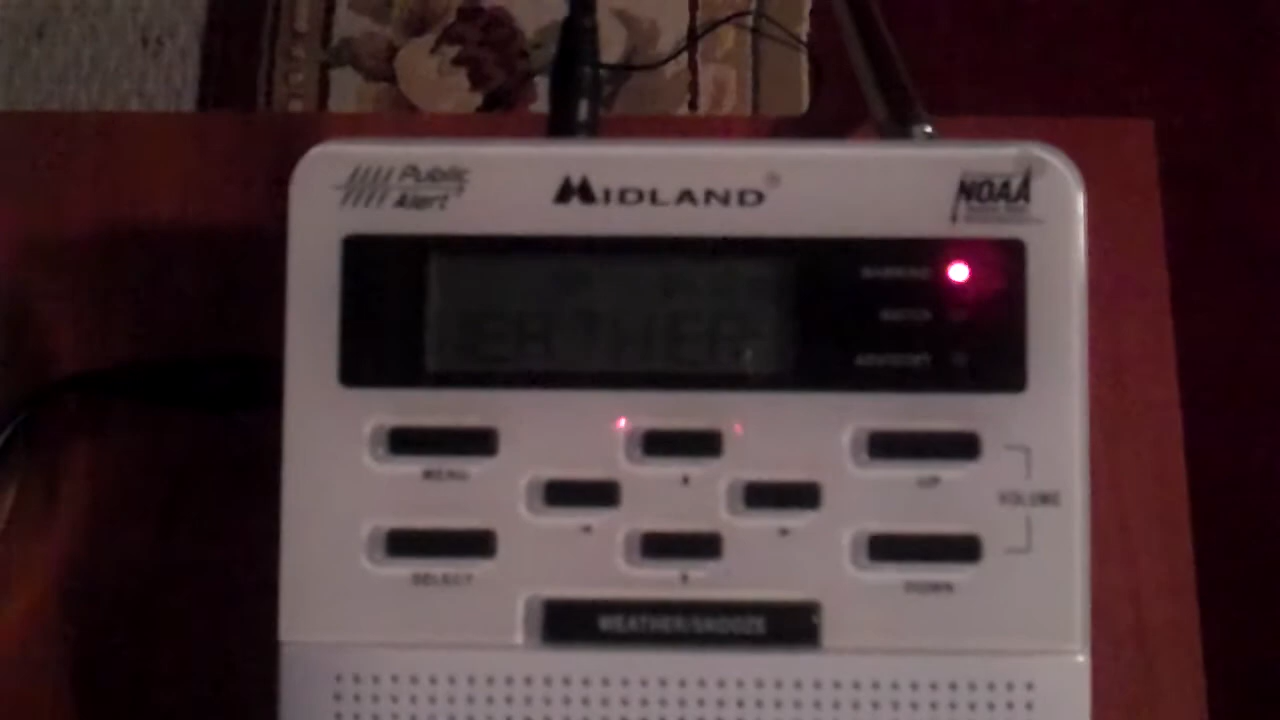 Public
Alert
MIDLAND
NOAA
WARNING
WATCH
ADVISORY
MENU
UP
VOLUME
SELECT
DOWN
WEATHER/SNOOZE